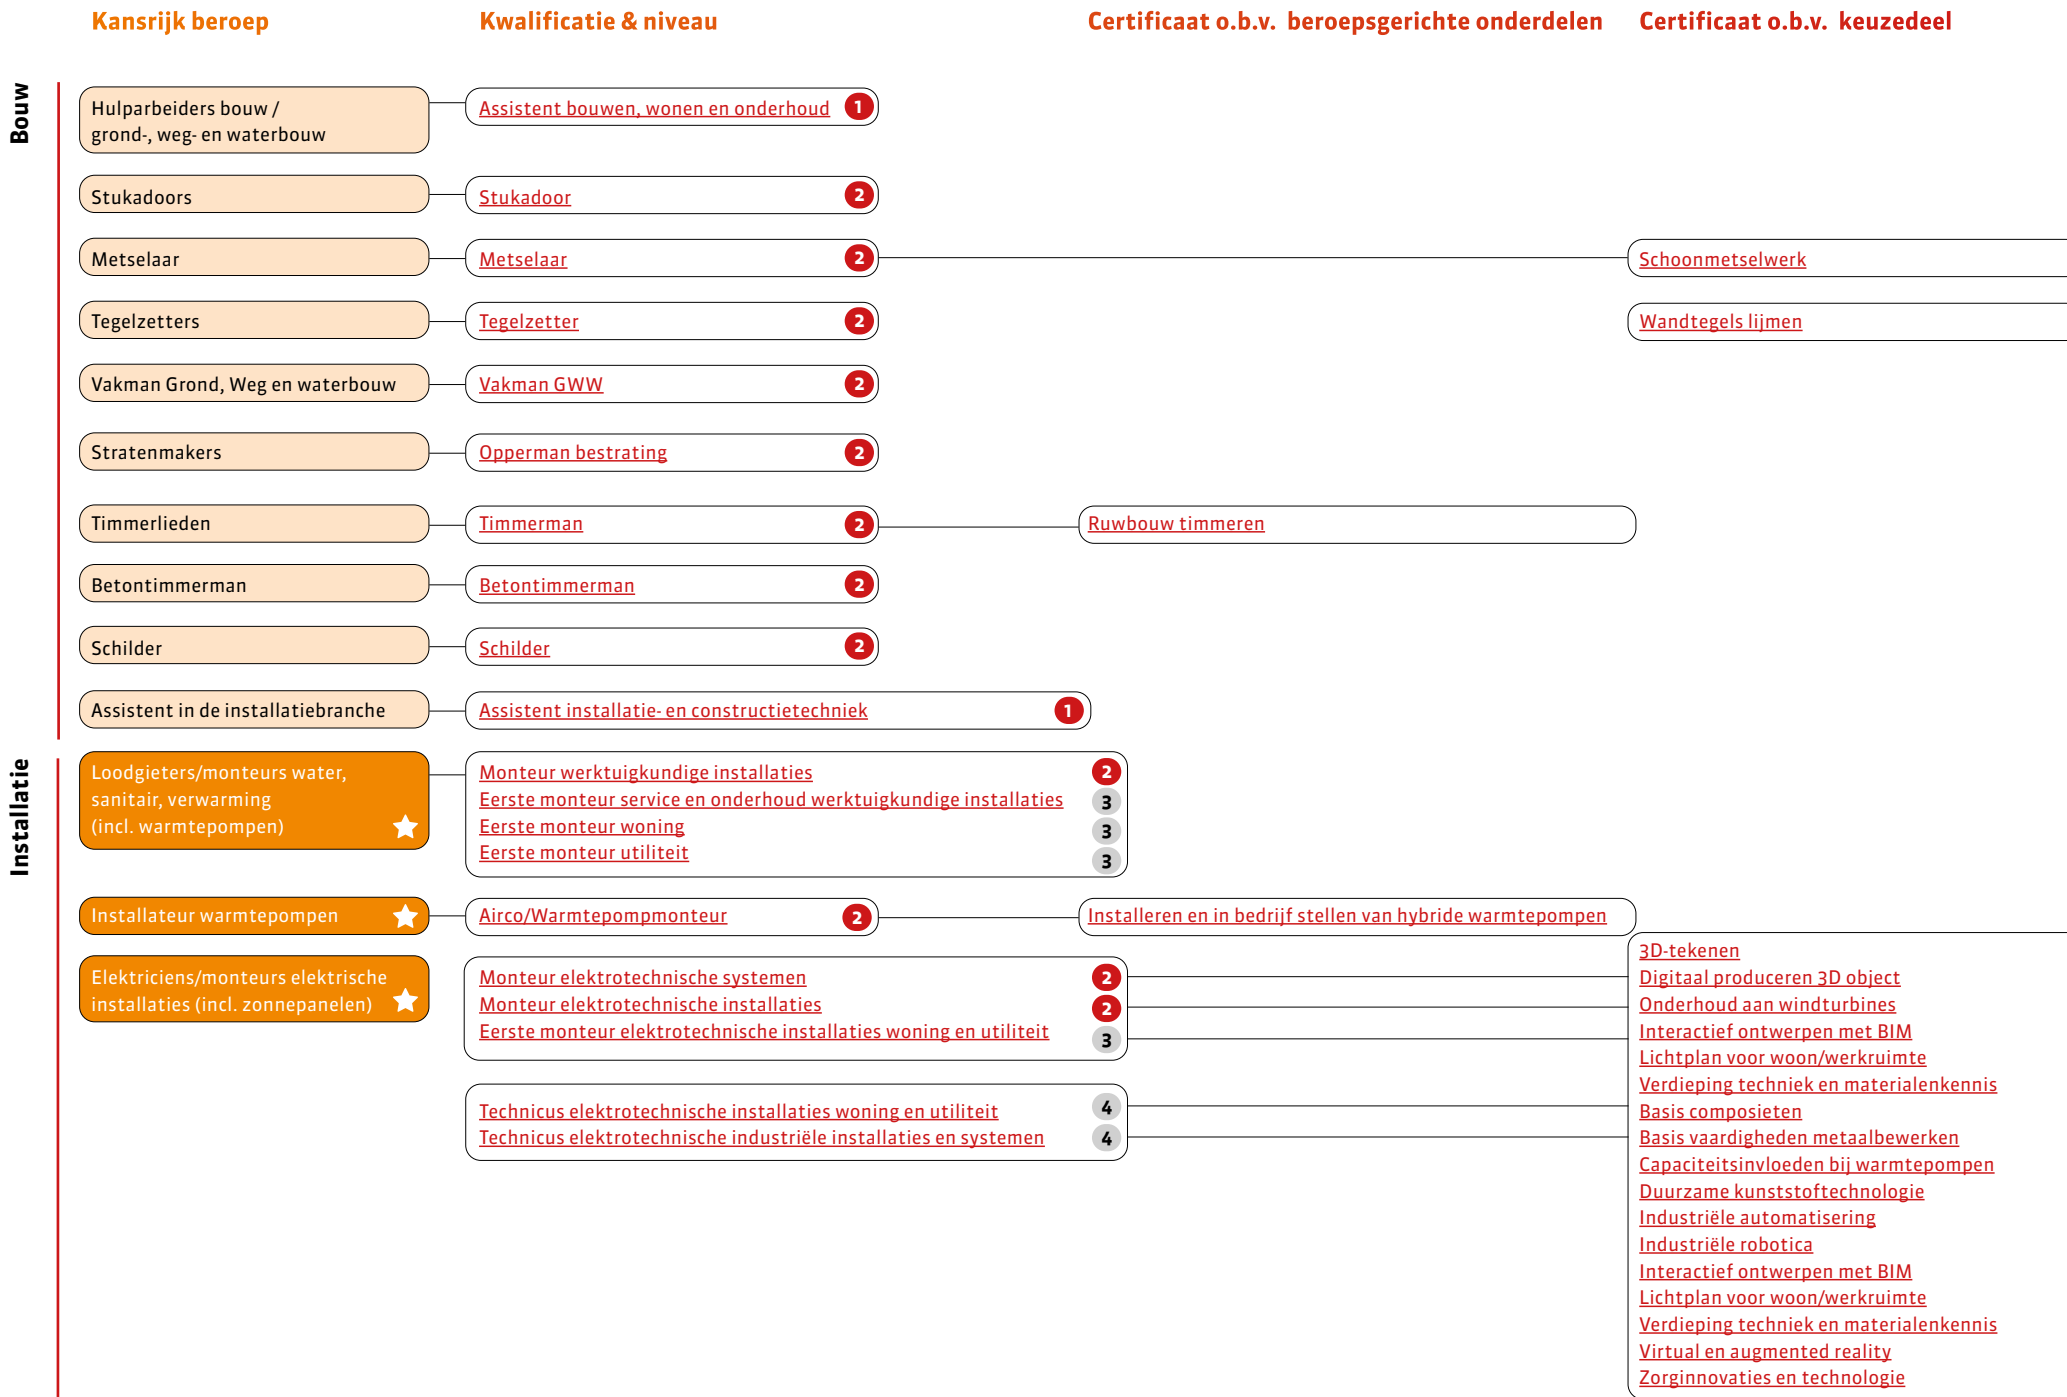 Kansrijk beroep
Kwalificatie & niveau
Certificaat o.b.v. beroepsgerichte onderdelen
Certificaat o.b.v. keuzedeel
Bouw
Hulparbeiders bouw /
grond-, weg- en waterbouw
Assistent bouwen, wonen en onderhoud 1
Stukadoors
Stukadoor 2
Metselaar
Metselaar 2
Schoonmetselwerk
Tegelzetters
Tegelzetter 2
Wandtegels lijmen
Vakman Grond, Weg en waterbouw
Vakman GWW 2
Stratenmakers
Opperman bestrating 2
Timmerlieden
Timmerman 2
Ruwbouw timmeren
Betontimmerman
Betontimmerman 2
Schilder
Schilder 2
Assistent in de installatiebranche
Assistent installatie- en constructietechniek 1
Installatie
Loodgieters/monteurs water,
sanitair, verwarming
(incl. warmtepompen)
Monteur werktuigkundige installaties 2
Eerste monteur service en onderhoud werktuigkundige installaties 3
Eerste monteur woning 3
Eerste monteur utiliteit 3
Installateur warmtepompen
Airco/Warmtepompmonteur 2
Installeren en in bedrijf stellen van hybride warmtepompen
Elektriciens/monteurs elektrische
installaties (incl. zonnepanelen)
Monteur elektrotechnische systemen 2
Monteur elektrotechnische installaties 2
Eerste monteur elektrotechnische installaties woning en utiliteit 3
Technicus elektrotechnische installaties woning en utiliteit 4
Technicus elektrotechnische industriële installaties en systemen 4
3D-tekenen
Digitaal produceren 3D object
Onderhoud aan windturbines
Interactief ontwerpen met BIM
Lichtplan voor woon/werkruimte
Verdieping techniek en materialenkennis
Basis composieten
Basis vaardigheden metaalbewerken
Capaciteitsinvloeden bij warmtepompen
Duurzame kunststoftechnologie
Industriële automatisering
Industriële robotica
Interactief ontwerpen met BIM
Lichtplan voor woon/werkruimte
Verdieping techniek en materialenkennis
Virtual en augmented reality
Zorginnovaties en technologie